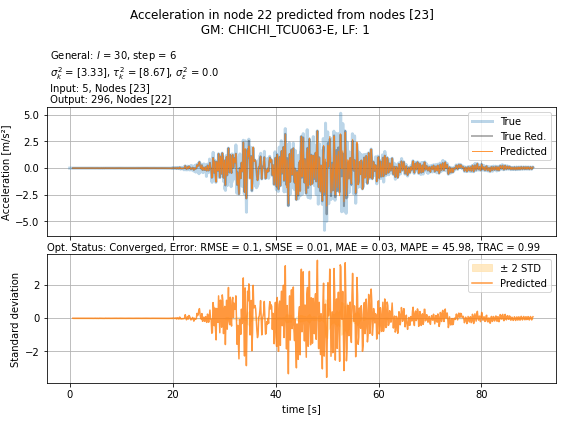 Acceleration in node 22 predicted from nodes [23]
GM: CHICHI_TCU063-E, LF: 1
General: l = 30, step = 6
σ²ₖ = [3.33], τ²ₖ = [8.67], σ²ε = 0.0
Input: 5, Nodes [23]
Output: 296, Nodes [22]
Acceleration [m/s²]
5.0
2.5
0.0
−2.5
−5.0
True
True Red.
Predicted
Opt. Status: Converged, Error: RMSE = 0.1, SMSE = 0.01, MAE = 0.03, MAPE = 45.98, TRAC = 0.99
Standard deviation
2
0
−2
± 2 STD
Predicted
0 20 40 60 80
time [s]